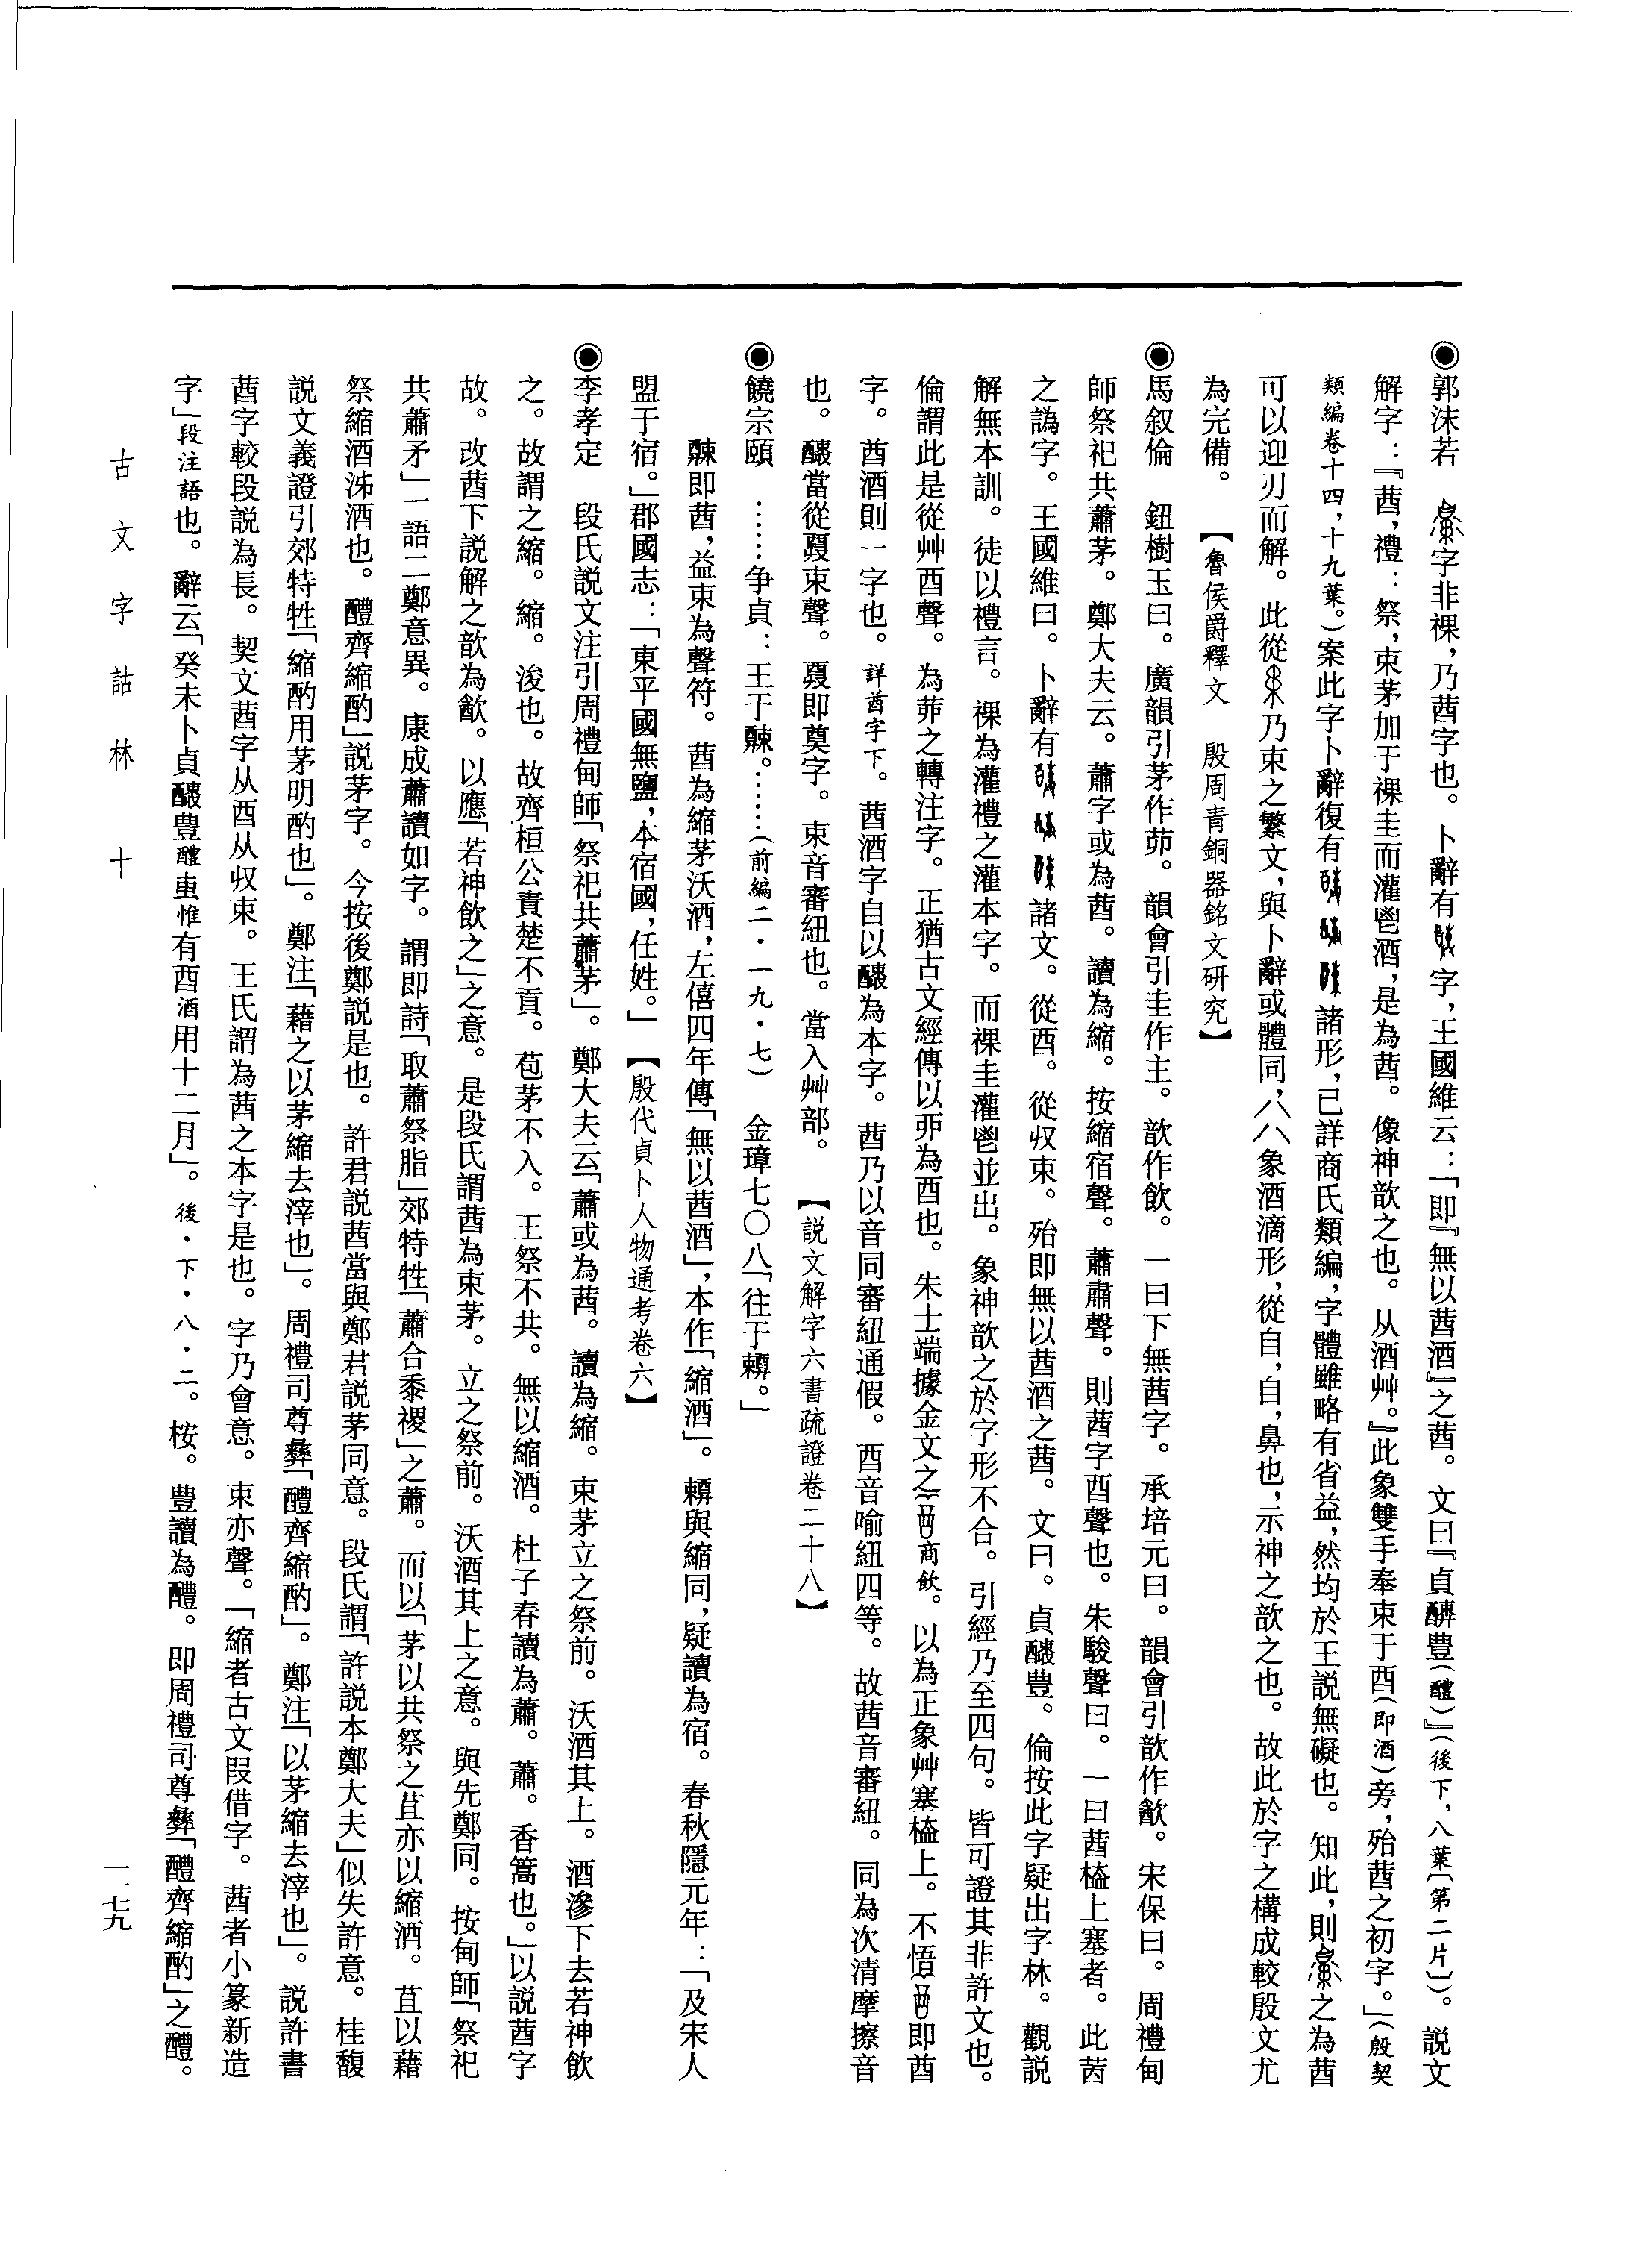 ◉郭沫若　字非祼，乃莤字也。卜辭有字，王國維云：「即『無以莤酒』之莤。文曰『貞豊（醴）』（後下，八葉〔第二片〕）。説文
解字：『莤，禮：祭，束茅加于祼圭而灌鬯酒，是為莤。像神歆之也。从酒艸。』此象雙手奉束于酉（即酒）旁，殆莤之初字。」（殷契
類編卷十四，十九葉。）案此字卜辭復有諸形，已詳商氏類編，字體雖略有省益，然均於王説無礙也。知此，則之為莤
可以迎刃而解。此從乃束之繁文，與卜辭或體同，象酒滴形，從自，自，鼻也，示神之歆之也。故此於字之構成較殷文尤
為完備。　【魯侯爵釋文　殷周青銅器銘文研究】
◉馬叙倫　鈕樹玉曰。廣韻引茅作茆。韻會引圭作主。歆作飲。一曰下無莤字。承培元曰。韻會引歆作歙。宋保曰。周禮甸
師祭祀共蕭茅。鄭大夫云。蕭字或為莤。讀為縮。按縮宿聲。蕭肅聲。則莤字酉聲也。朱駿聲曰。一曰莤榼上塞者。此茵
之譌字。王國維曰。卜辭有諸文。從酉。從収束。殆即無以莤酒之莤。文曰。貞豊。倫按此字疑出字林。觀説
解無本訓。徒以禮言。祼為灌禮之灌本字。而祼圭灌鬯並出。象神歆之於字形不合。引經乃至四句。皆可證其非許文也。
倫謂此是從艸酉聲。為菲之轉注字。正猶古文經傳以丣為酉也。朱士端據金文之商飲。以為正象艸塞榼上。不悟即酋
字。酉酒則一字也。詳酋字下。莤酒字自以為本字。莤乃以音同審紐通假。酉音喻紐四等。故莤音審紐。同為次清摩擦音
也。當從束聲。即奠字。束音審紐也。當入艸部。　【説文解字六書疏證卷二十八】
◉饒宗頤　……争貞：王于。……（前編二·一九·七）　金璋七〇八「往于。」
即莤，益束為聲符。莤為縮茅沃酒，左僖四年傳「無以莤酒」，本作「縮酒」。與縮同，疑讀為宿。春秋隱元年：「及宋人
盟于宿。」郡國志：「東平國無鹽，本宿國，任姓。」　【殷代貞卜人物通考卷六】
◉李孝定　段氏説文注引周禮甸師「祭祀共蕭茅」。鄭大夫云「蕭或為莤。讀為縮。束茅立之祭前。沃酒其上。酒滲下去若神飲
之。故謂之縮。縮。浚也。故齊桓公責楚不貢。苞茅不入。王祭不共。無以縮酒。杜子春讀為蕭。蕭。香蒿也。」以説莤字
故。改莤下説解之歆為歙。以應「若神飲之」之意。是段氏謂莤為束茅。立之祭前。沃酒其上之意。與先鄭同。按甸師「祭祀
共蕭矛」一語二鄭意異。康成蕭讀如字。謂即詩「取蕭祭脂」郊特牲「蕭合黍稷」之蕭。而以「茅以共祭之苴亦以縮酒。苴以藉
祭縮酒泲酒也。醴齊縮酌」説茅字。今按後鄭説是也。許君説莤當與鄭君説茅同意。段氏謂「許説本鄭大夫」似失許意。桂馥
説文義證引郊特牲「縮酌用茅明酌也」。鄭注「藉之以茅縮去滓也」。周禮司尊彝「醴齊縮酌」。鄭注「以茅縮去滓也」。説許書
莤字較段説為長。契文莤字从酉从収束。王氏謂為莤之本字是也。字乃會意。束亦聲。「縮者古文叚借字。莤者小篆新造
字」段注語也。辭云「癸未卜貞豊醴叀惟有酉酒用十二月」。後·下·八·二。桉。豊讀為醴。即周禮司尊彝「醴齊縮酌」之醴。
古文字詁林　十
一一七九